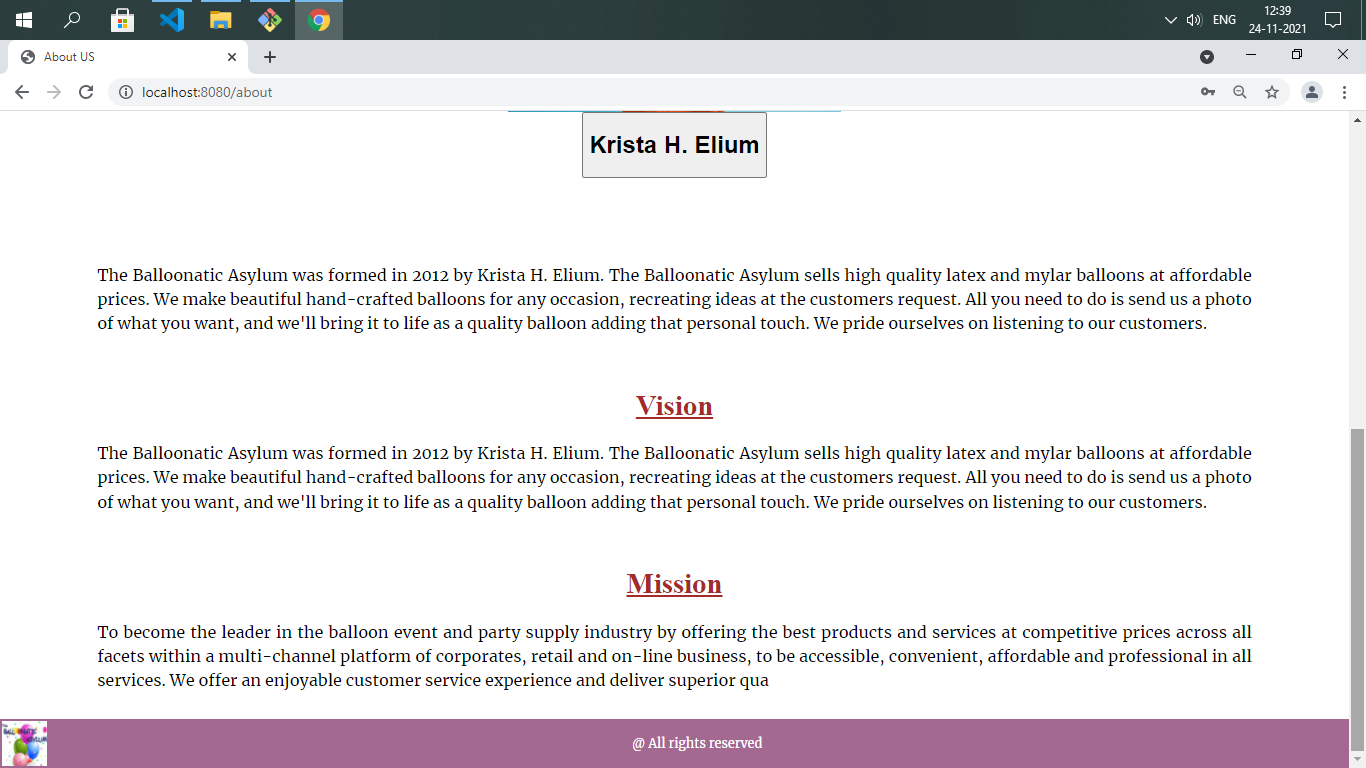 ENG
12:39
24-11-2021
About US
localhost:8080/about
Krista H. Elium
The Balloonatic Asylum was formed in 2012 by Krista H. Elium. The Balloonatic Asylum sells high quality latex and mylar balloons at affordable
prices. We make beautiful hand-crafted balloons for any occasion, recreating ideas at the customers request. All you need to do is send us a photo
of what you want, and we'll bring it to life as a quality balloon adding that personal touch. We pride ourselves on listening to our customers.
Vision
The Balloonatic Asylum was formed in 2012 by Krista H. Elium. The Balloonatic Asylum sells high quality latex and mylar balloons at affordable
prices. We make beautiful hand-crafted balloons for any occasion, recreating ideas at the customers request. All you need to do is send us a photo
of what you want, and we'll bring it to life as a quality balloon adding that personal touch. We pride ourselves on listening to our customers.
Mission
To become the leader in the balloon event and party supply industry by offering the best products and services at competitive prices across all
facets within a multi-channel platform of corporates, retail and on-line business, to be accessible, convenient, affordable and professional in all
services. We offer an enjoyable customer service experience and deliver superior qua
@ All rights reserved